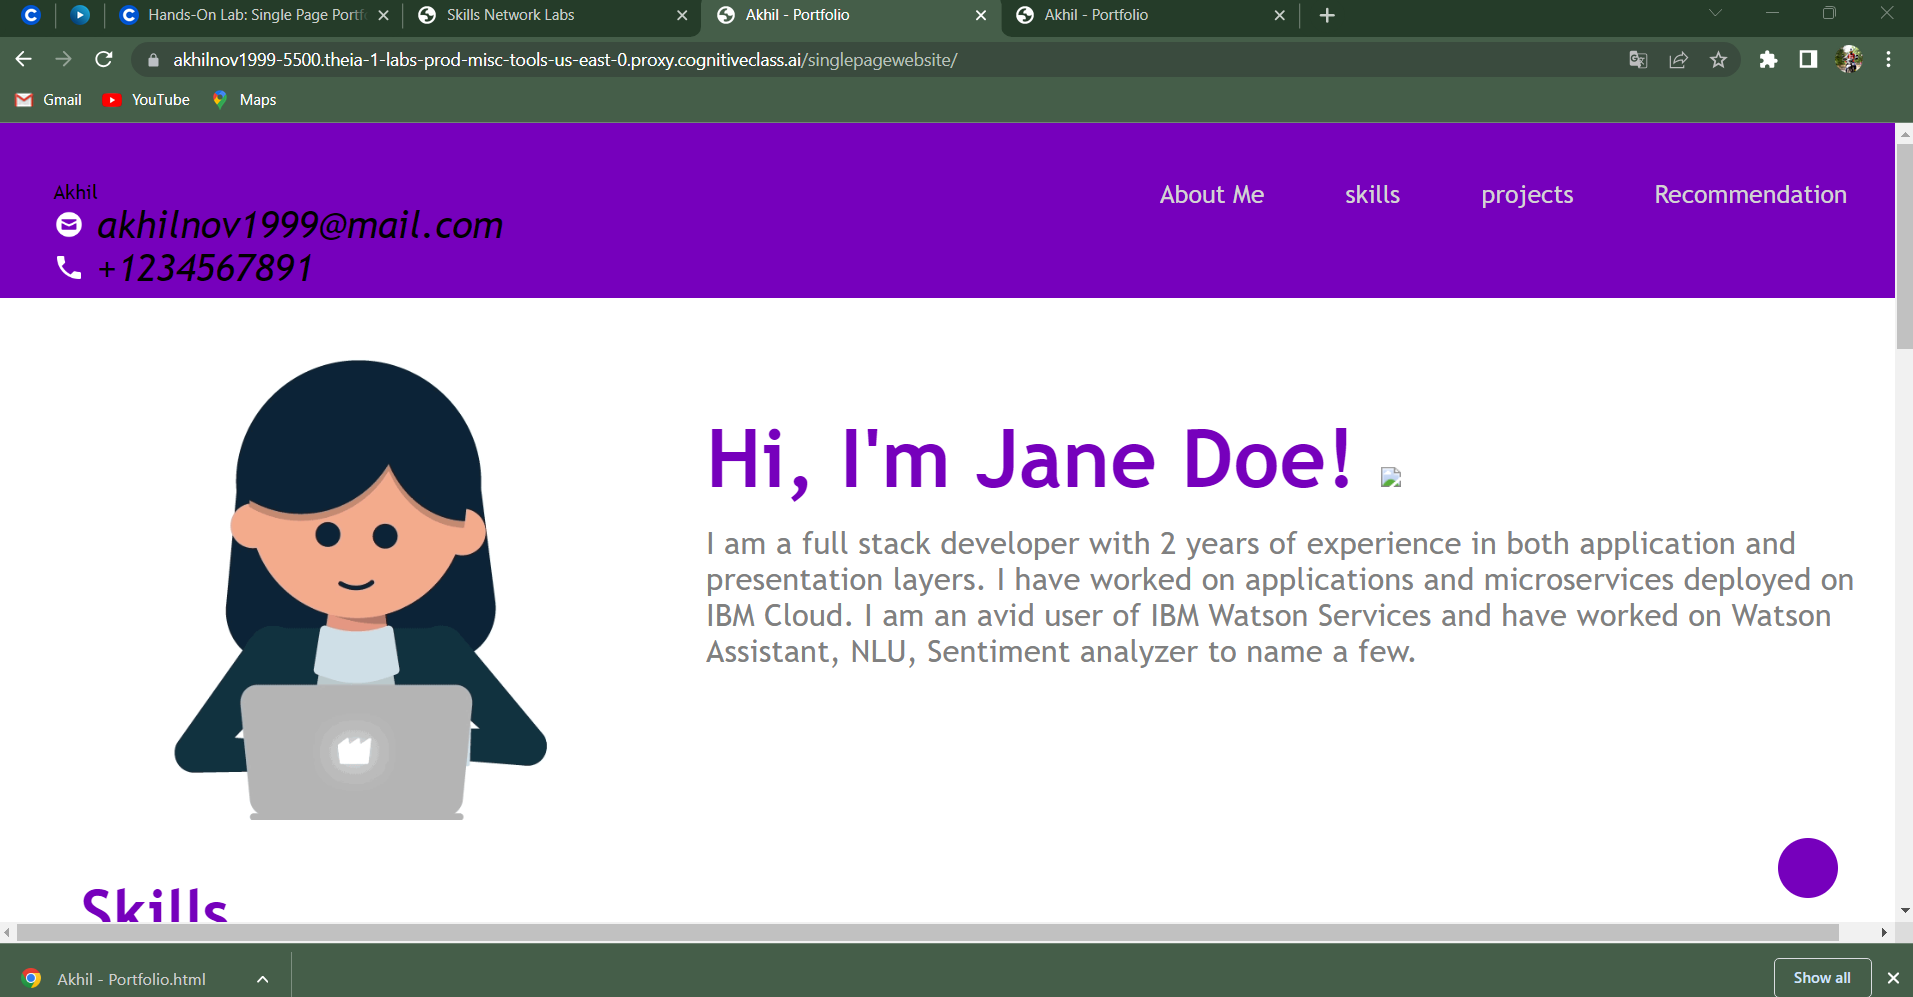 Hands-On Lab: Single Page Portf
Skills Network Labs
Akhil - Portfolio
Akhil - Portfolio
akhilnov1999-5500.theia-1-labs-prod-misc-tools-us-east-0.proxy.cognitiveclass.ai/singlepagewebsite/
Gmail
YouTube
Maps
Akhil
akhilnov1999@mail.com
+1234567891
About Me
skills
projects
Recommendation
Hi, I'm Jane Doe!
I am a full stack developer with 2 years of experience in both application and
presentation layers. I have worked on applications and microservices deployed on
IBM Cloud. I am an avid user of IBM Watson Services and have worked on Watson
Assistant, NLU, Sentiment analyzer to name a few.
Skills
Akhil - Portfolio.html
Show all